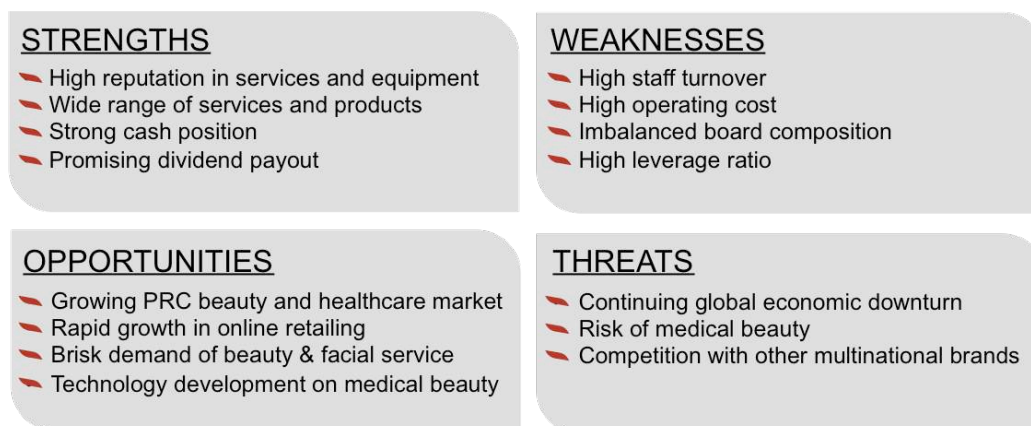 STRENGTHS
High reputation in services and equipment
Wide range of services and products
Strong cash position
Promising dividend payout
WEAKNESSES
High staff turnover
High operating cost
Imbalanced board composition
High leverage ratio
OPPORTUNITIES
Growing PRC beauty and healthcare market
Rapid growth in online retailing
Brisk demand of beauty & facial service
Technology development on medical beauty
THREATS
Continuing global economic downturn
Risk of medical beauty
Competition with other multinational brands